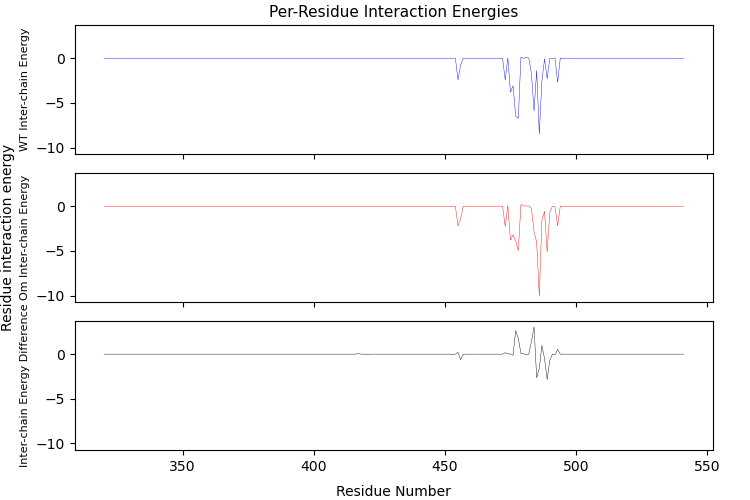 Per-Residue Interaction Energies
Residue interaction energy
WT Inter-chain Energy
0
−5
−10
Om Inter-chain Energy
0
−5
−10
Inter-chain Energy Difference
0
−5
−10
350
400
450
500
550
Residue Number